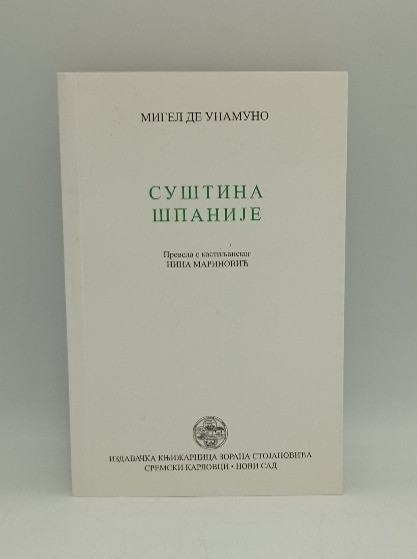 МИГЕЛ ДЕ УНАМУНО
СУШТИНА
ШПАНИЈЕ
Превела с кастиљанског
НИНА МАРИНОВИЋ
ИЗДАВАЧКА КЊИЖАРНИЦА ЗОРАНА СТОЈАНОВИЋА
СРЕМСКИ КАРЛОВЦИ • НОВИ САД